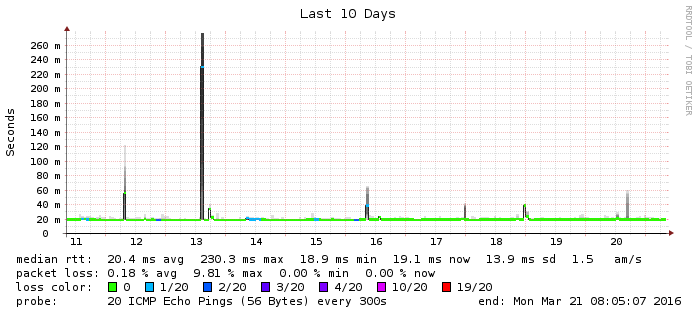 Last 10 Days
RRDTOOL / TOBI OETIKER
Seconds
260 m
240 m
220 m
200 m
180 m
160 m
140 m
120 m
100 m
80 m
60 m
40 m
20 m
0
11 12 13 14 15 16 17 18 19 20
median rtt: 20.4 ms avg 230.3 ms max 18.9 ms min 19.1 ms now 13.9 ms sd 1.5 am/s
packet loss: 0.18 % avg 9.81 % max 0.00 % min 0.00 % now
loss color: 0 1/20 2/20 3/20 4/20 10/20 19/20
probe: 20 ICMP Echo Pings (56 Bytes) every 300s end: Mon Mar 21 08:05:07 2016